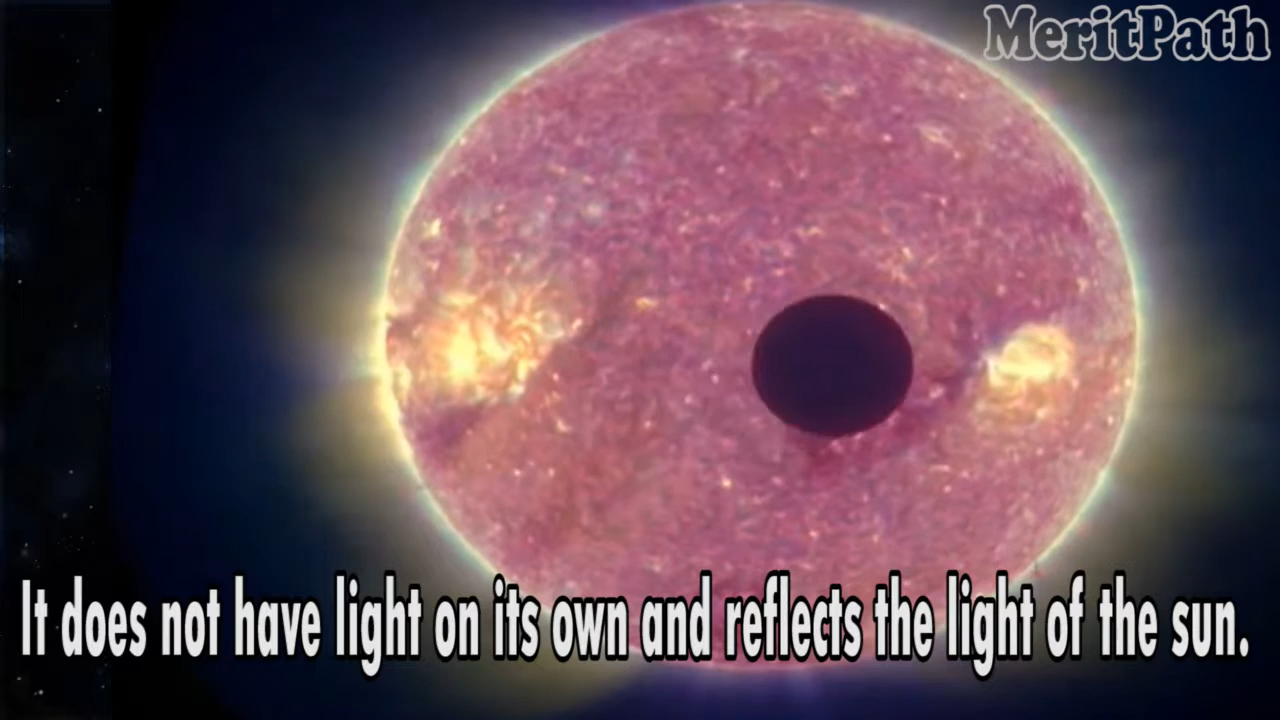 MeritPath
It does not have light on its own and reflects the light of the sun.